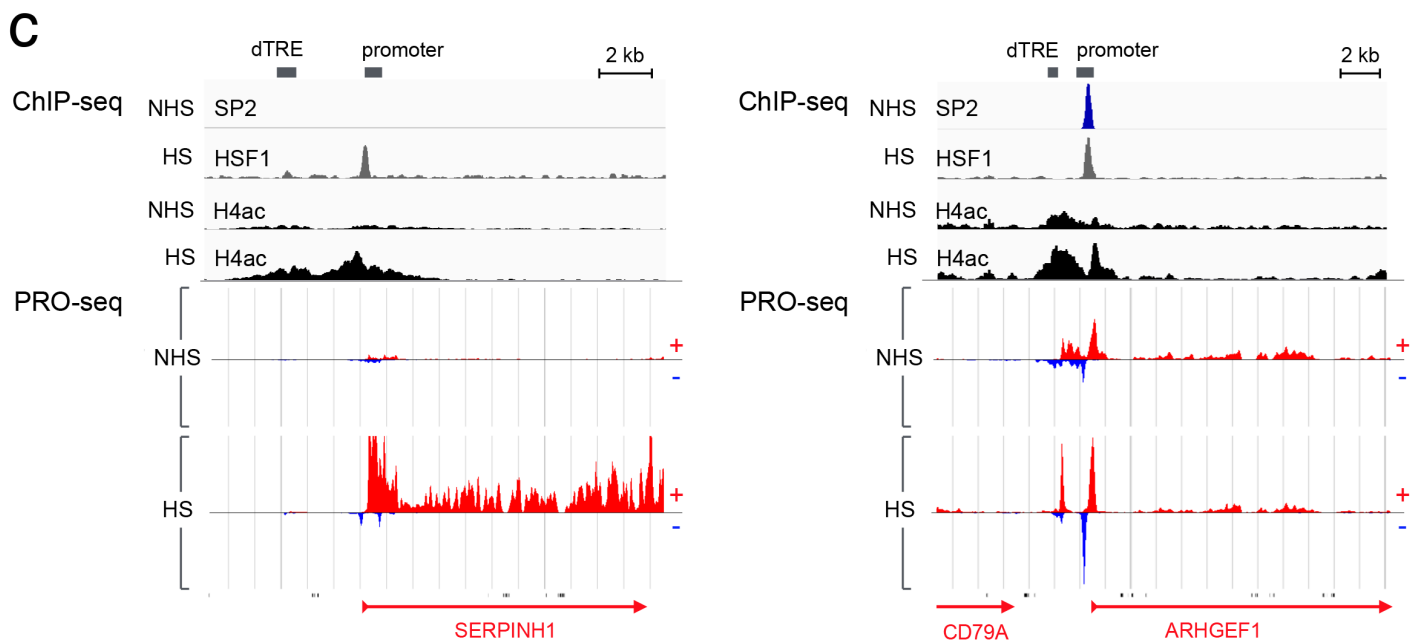 C
dTRE promoter 2 kb
ChIP-seq NHS SP2
HS HSF1
NHS H4ac
HS H4ac
PRO-seq
NHS + -
HS + -
SERPINH1
dTRE promoter 2 kb
ChIP-seq NHS SP2
HS HSF1
NHS H4ac
HS H4ac
PRO-seq
NHS + -
HS + -
CD79A ARHGEF1